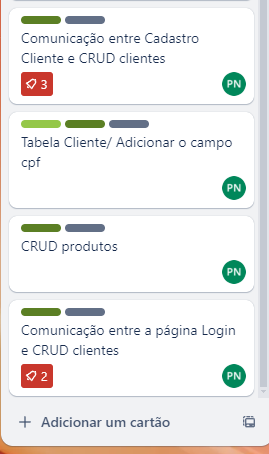 Comunicação entre Cadastro
Cliente e CRUD clientes
3
PN
Tabela Cliente/ Adicionar o campo
cpf
PN
CRUD produtos
PN
Comunicação entre a página Login
e CRUD clientes
2
PN
Adicionar um cartão